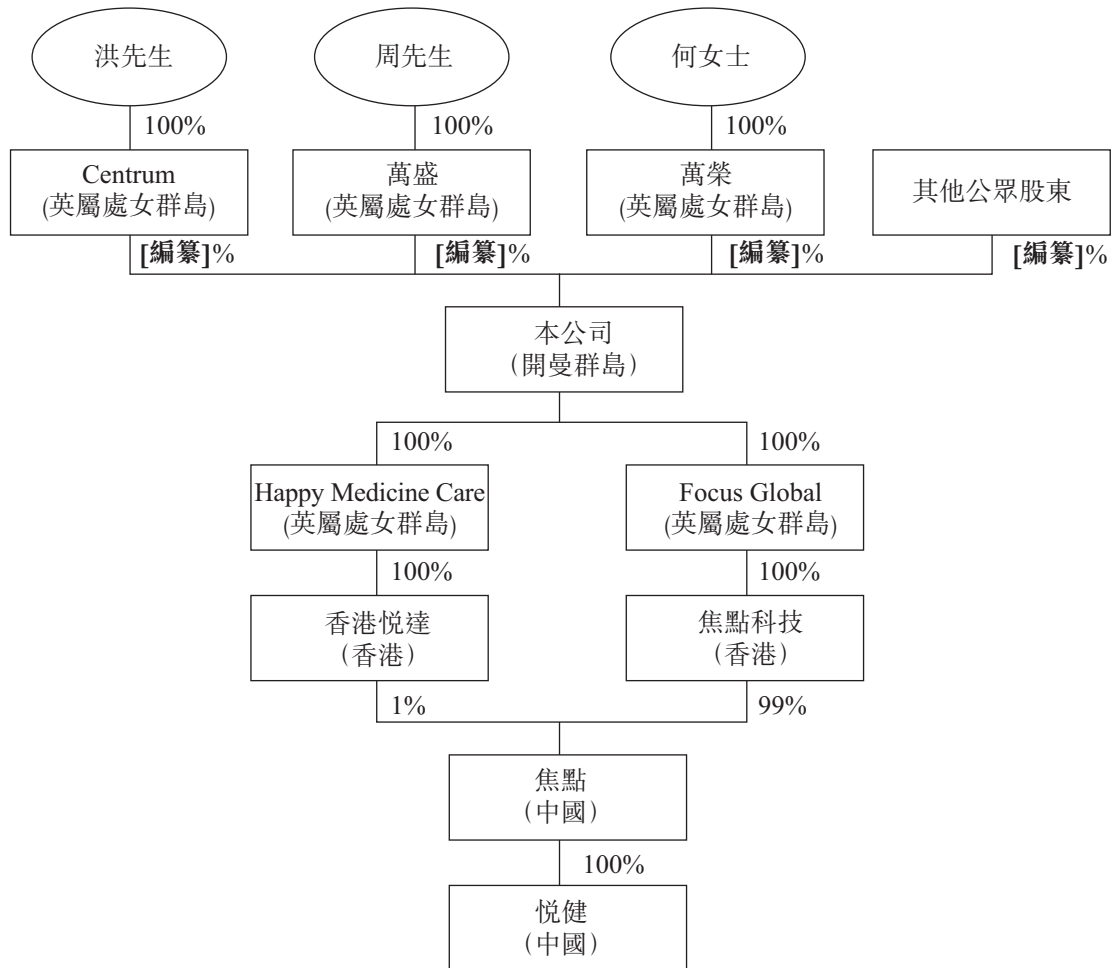 洪先生
周先生
何女士
100%
100%
100%
Centrum
(英屬處女群島)
萬盛
(英屬處女群島)
萬榮
(英屬處女群島)
其他公眾股東
[編纂]%
[編纂]%
[編纂]%
[編纂]%
本公司
（開曼群島）
100%
100%
Happy Medicine Care
(英屬處女群島)
Focus Global
(英屬處女群島)
100%
100%
香港悦達
（香港）
焦點科技
（香港）
1%
99%
焦點
（中國）
100%
悦健
（中國）